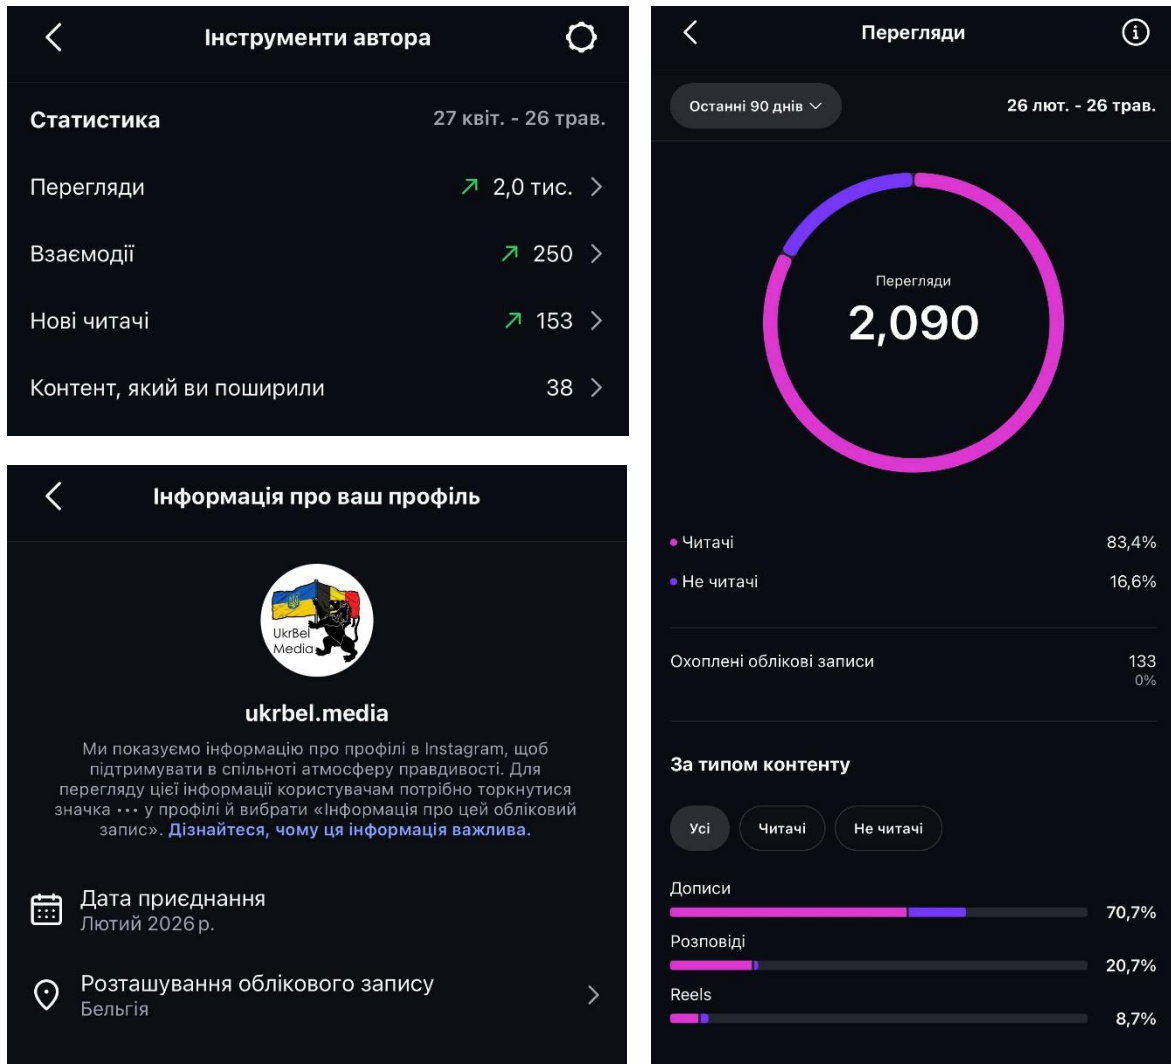 Інструменти автора
Статистика
27 квіт. - 26 трав.
Перегляди
2,0 тис.
Взаємодії
250
Нові читачі
153
Контент, який ви поширили
38
Інформація про ваш профіль
UkrBel
Media
ukrbel.media
Ми показуємо інформацію про профілі в Instagram, щоб
підтримувати в спільноті атмосферу правдивості. Для
перегляду цієї інформації користувачам потрібно торкнутися
значка ··· у профілі й вибрати «Інформація про цей обліковий
запис». Дізнайтеся, чому ця інформація важлива.
Дата приєднання
Лютий 2026 р.
Розташування облікового запису
Бельгія
Перегляди
Останні 90 днів
26 лют. - 26 трав.
Перегляди
2,090
Читачі
83,4%
Не читачі
16,6%
Охоплені облікові записи
133
0%
За типом контенту
Усі
Читачі
Не читачі
Дописи
70,7%
Розповіді
20,7%
Reels
8,7%